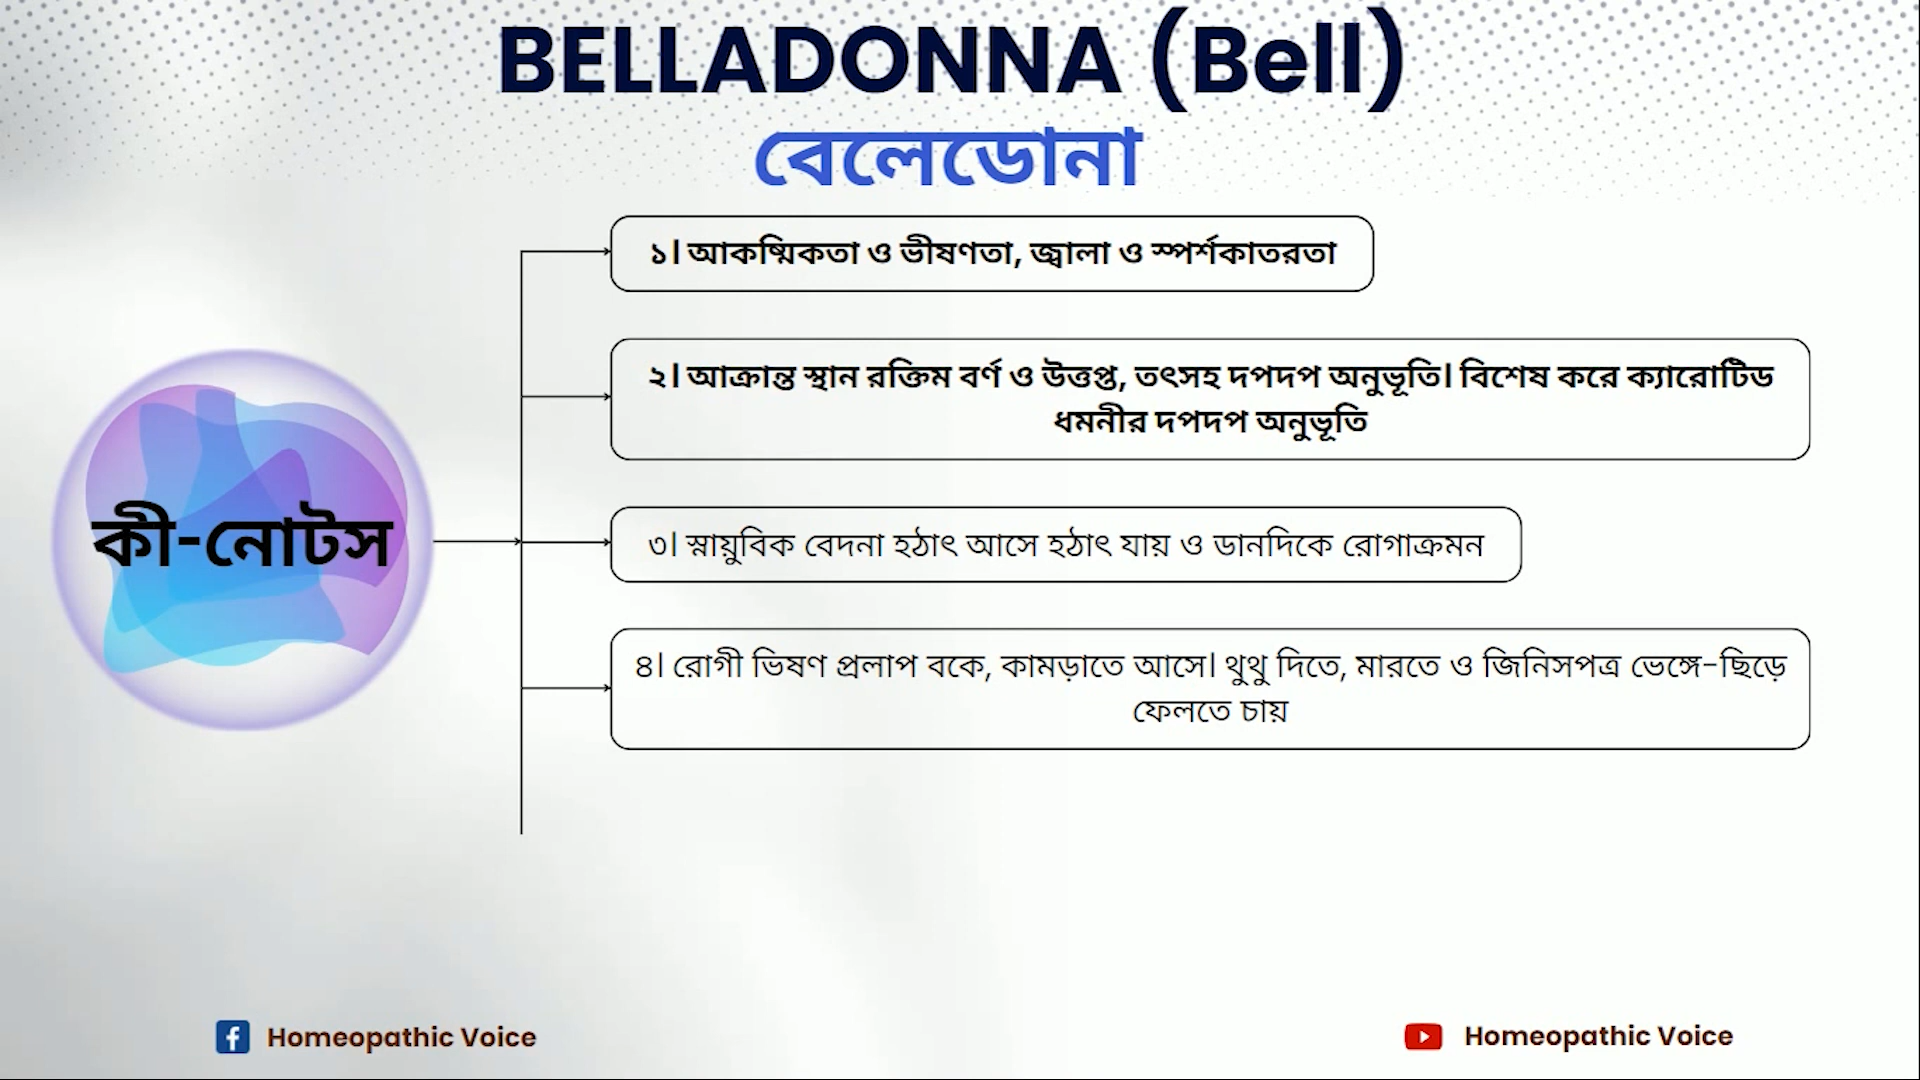 BELLADONNA (Bell)
বেলেডোনা
কী-নোটস
১। আকষ্মিকতা ও ভীষণতা, জ্বালা ও স্পর্শকাতরতা
২। আক্রান্ত স্থান রক্তিম বর্ণ ও উত্তপ্ত, তৎসহ দপদপ অনুভূতি। বিশেষ করে ক্যারোটিড
ধমনীর দপদপ অনুভূতি
৩। স্নায়ুবিক বেদনা হঠাৎ আসে হঠাৎ যায় ও ডানদিকে রোগাক্রমন
৪। রোগী ভিষণ প্রলাপ বকে, কামড়াতে আসে। থুথু দিতে, মারতে ও জিনিসপত্র ভেঙ্গে-ছিড়ে
ফেলতে চায়
Homeopathic Voice
Homeopathic Voice